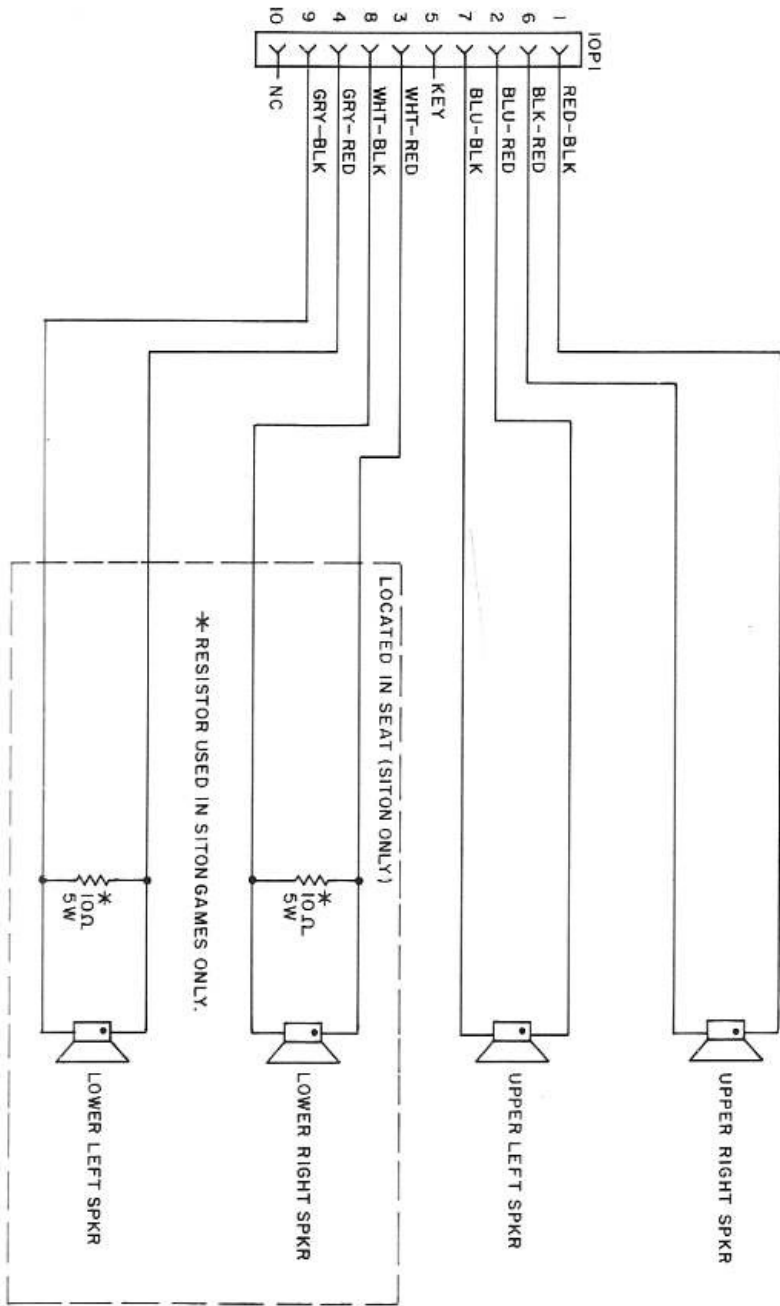 10P1
1 RED-BLK
6 BLK-RED
2 BLU-RED
7 BLU-BLK
5 KEY
3 WHT-RED
8 WHT-BLK
4 GRY-RED
9 GRY-BLK
10 NC
UPPER RIGHT SPKR
UPPER LEFT SPKR
LOCATED IN SEAT (SITON ONLY)
*
10Ω
5W
LOWER RIGHT SPKR
* RESISTOR USED IN SITON GAMES ONLY.
*
10Ω
5W
LOWER LEFT SPKR